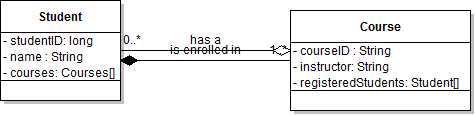 Student
- studentID: long
- name : String
- courses: Courses[]
0..*
has a
is enrolled in
Course
- courseID : String
- instructor: String
- registeredStudents: Student[]